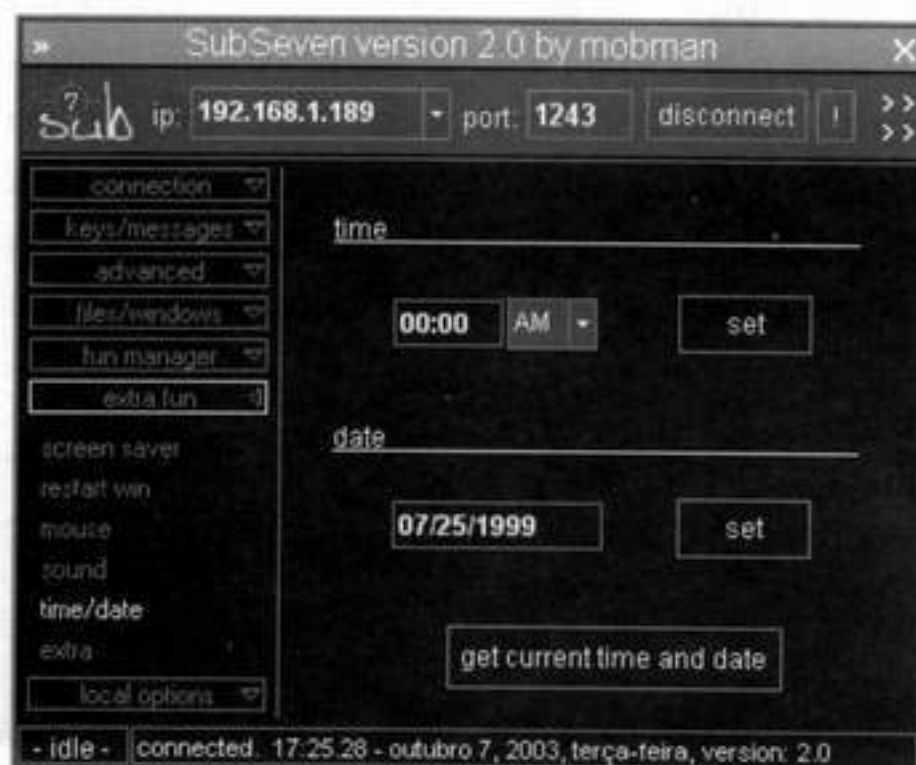 » SubSeven version 2.0 by mobman X
sub7 ip: 192.168.1.189 port: 1243 disconnect ! >> >>
connection
keys/messages
advanced
files/windows
fun manager
extra fun
screen saver
restart win
mouse
sound
time/date
extra
local options
time
00:00 AM set
date
07/25/1999 set
get current time and date
- idle - connected. 17:25.28 - outubro 7, 2003, terça-feira, version: 2.0